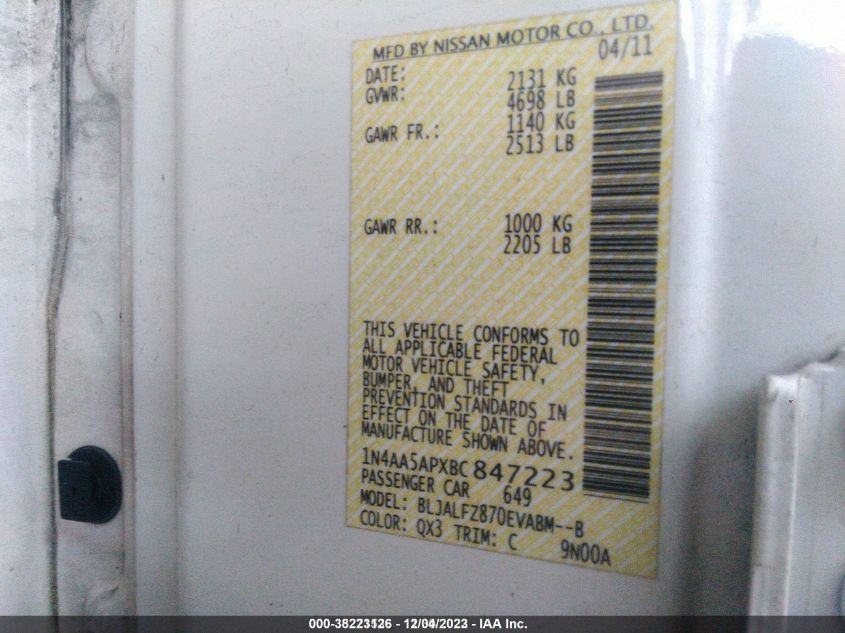 MFD BY NISSAN MOTOR CO., LTD.
DATE: 04/11
GVWR: 2131 KG
4698 LB
GAWR FR.: 1140 KG
2513 LB
GAWR RR.: 1000 KG
2205 LB
THIS VEHICLE CONFORMS TO
ALL APPLICABLE FEDERAL
MOTOR VEHICLE SAFETY,
BUMPER, AND THEFT
PREVENTION STANDARDS IN
EFFECT ON THE DATE OF
MANUFACTURE SHOWN ABOVE.
1N4AA5APXBC847223
PASSENGER CAR 649
MODEL: BLJALFZ870EVABM--B
COLOR: QX3 TRIM: C 9N00A
000-38223126 - 12/04/2023 - IAA Inc.